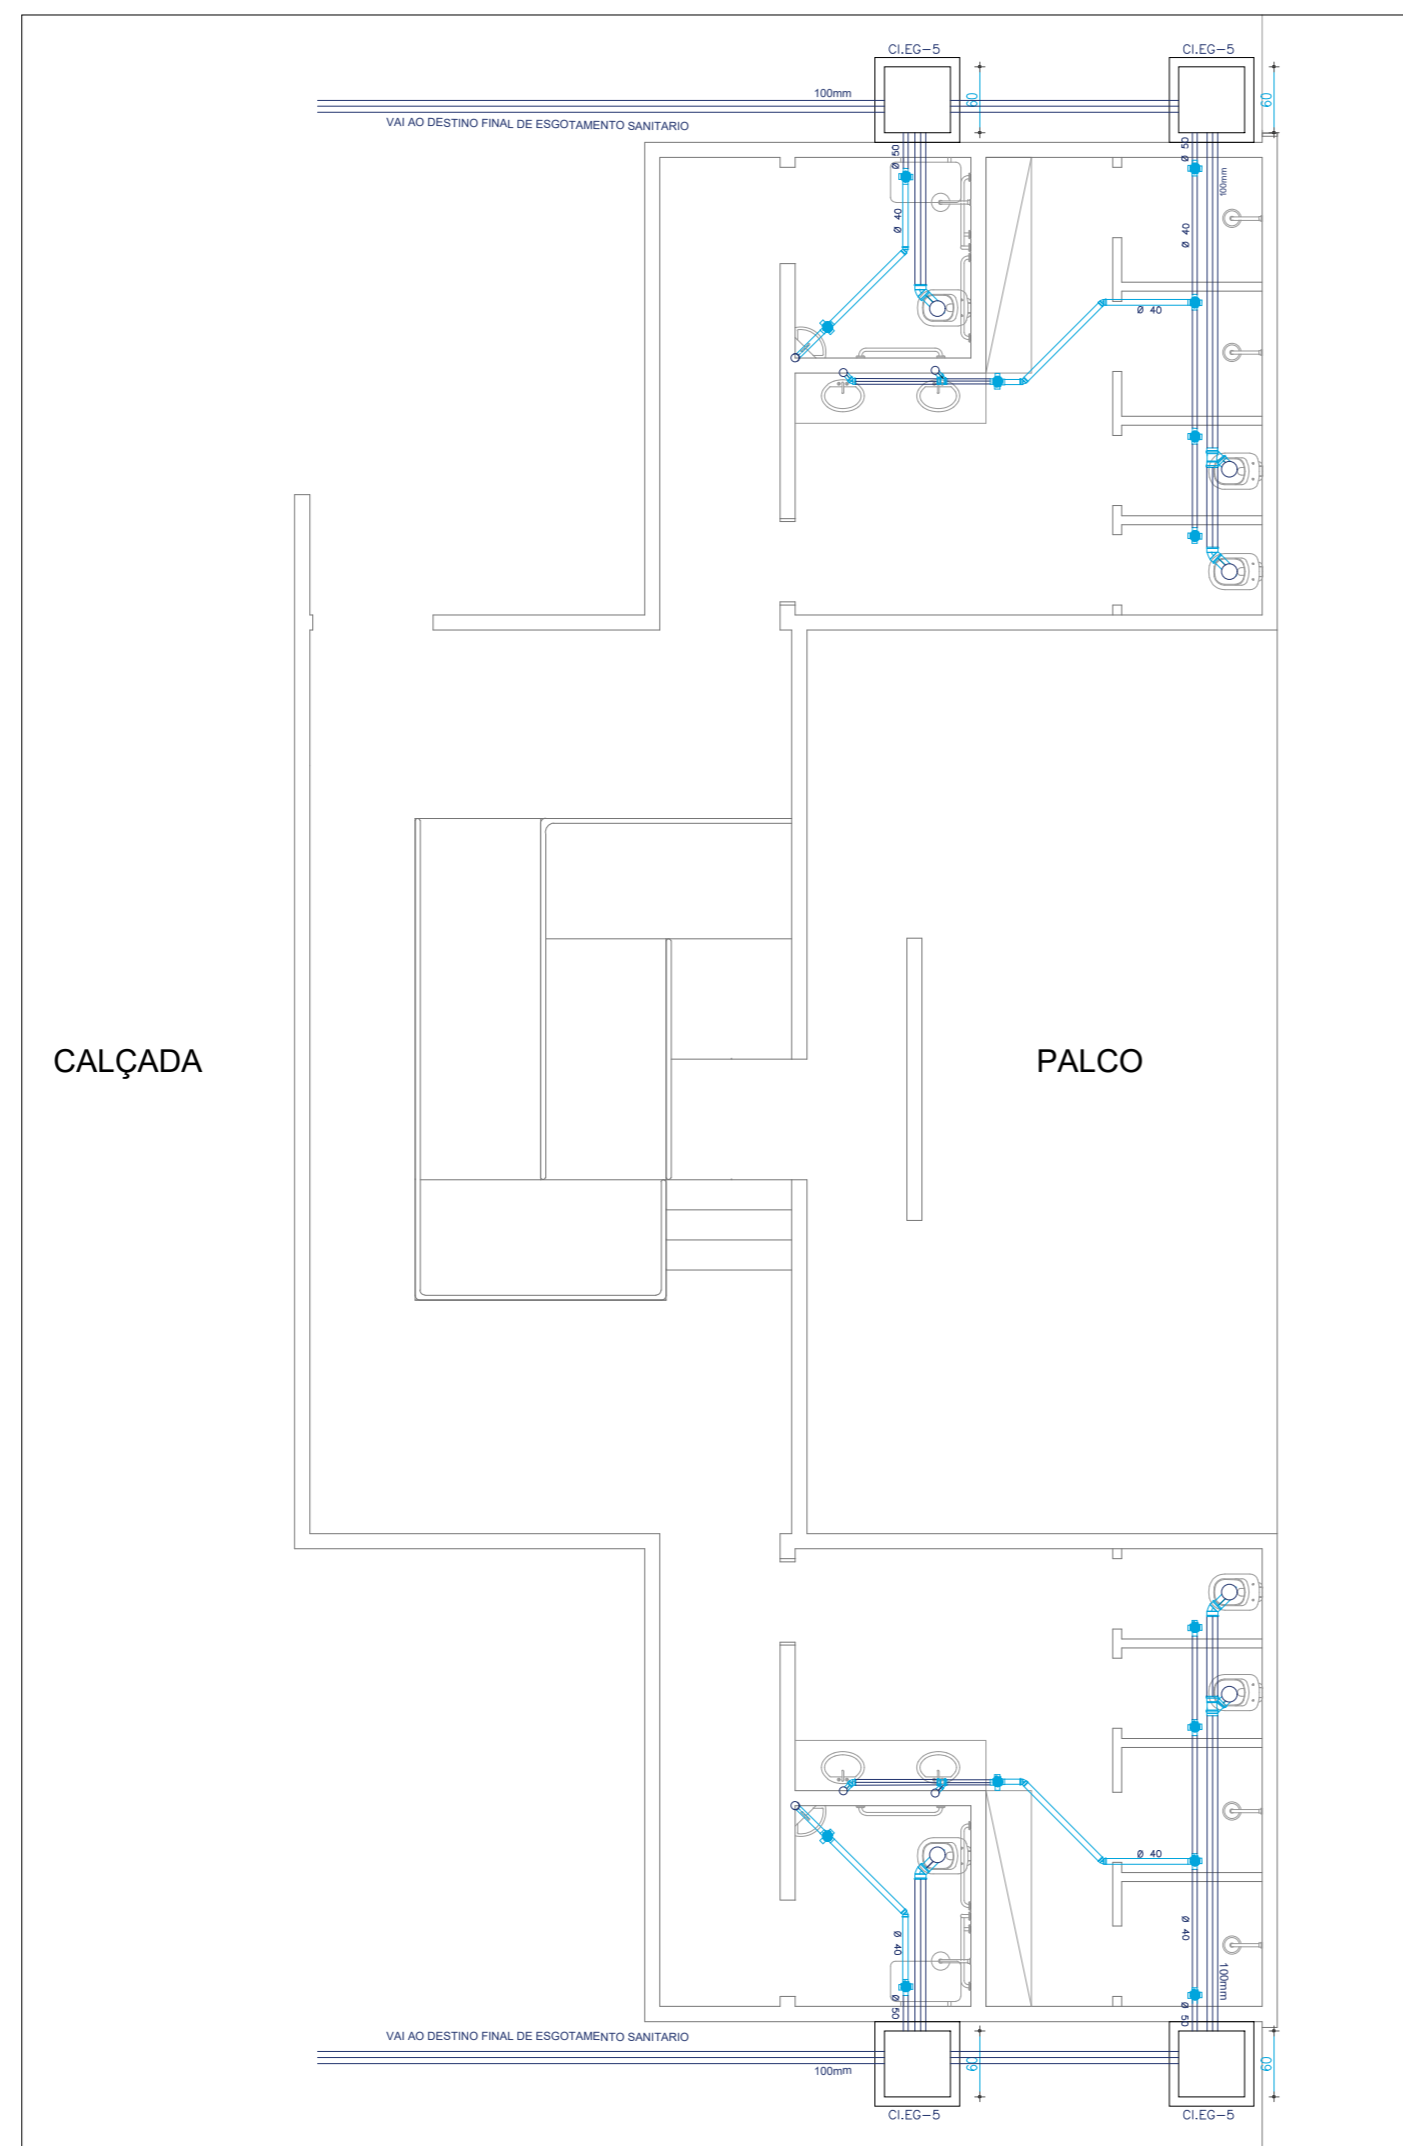 CI.EG-5
CI.EG-5
100mm
60
60
VAI AO DESTINO FINAL DE ESGOTAMENTO SANITARIO
Ø 50
Ø 50
100mm
Ø 40
Ø 40
Ø 40
CALÇADA
PALCO
Ø 40
Ø 40
Ø 40
100mm
Ø 50
Ø 50
VAI AO DESTINO FINAL DE ESGOTAMENTO SANITARIO
60
60
100mm
CI.EG-5
CI.EG-5